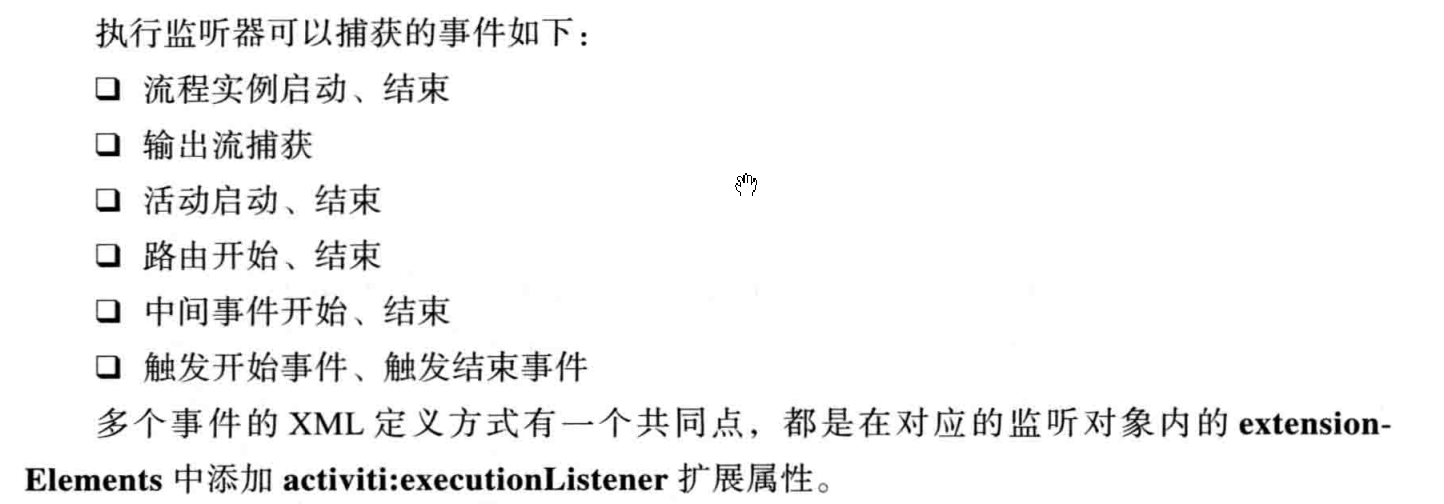 执行监听器可以捕获的事件如下：
❑ 流程实例启动、结束
❑ 输出流捕获
❑ 活动启动、结束
❑ 路由开始、结束
❑ 中间事件开始、结束
❑ 触发开始事件、触发结束事件
多个事件的 XML 定义方式有一个共同点，都是在对应的监听对象内的 extension-
Elements 中添加 activiti:executionListener 扩展属性。